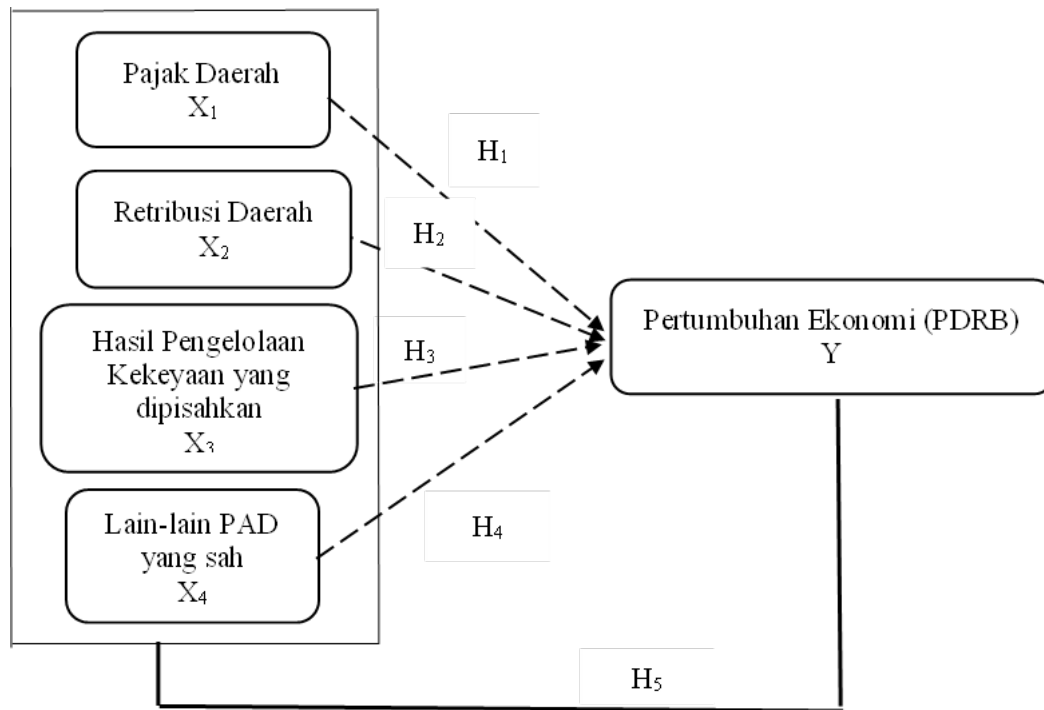 Pajak Daerah
X₁
H₁
Retribusi Daerah
X₂
H₂
Hasil Pengelolaan
Kekeyaan yang
dipisahkan
X₃
H₃
Pertumbuhan Ekonomi (PDRB)
Y
Lain-lain PAD
yang sah
X₄
H₄
H₅